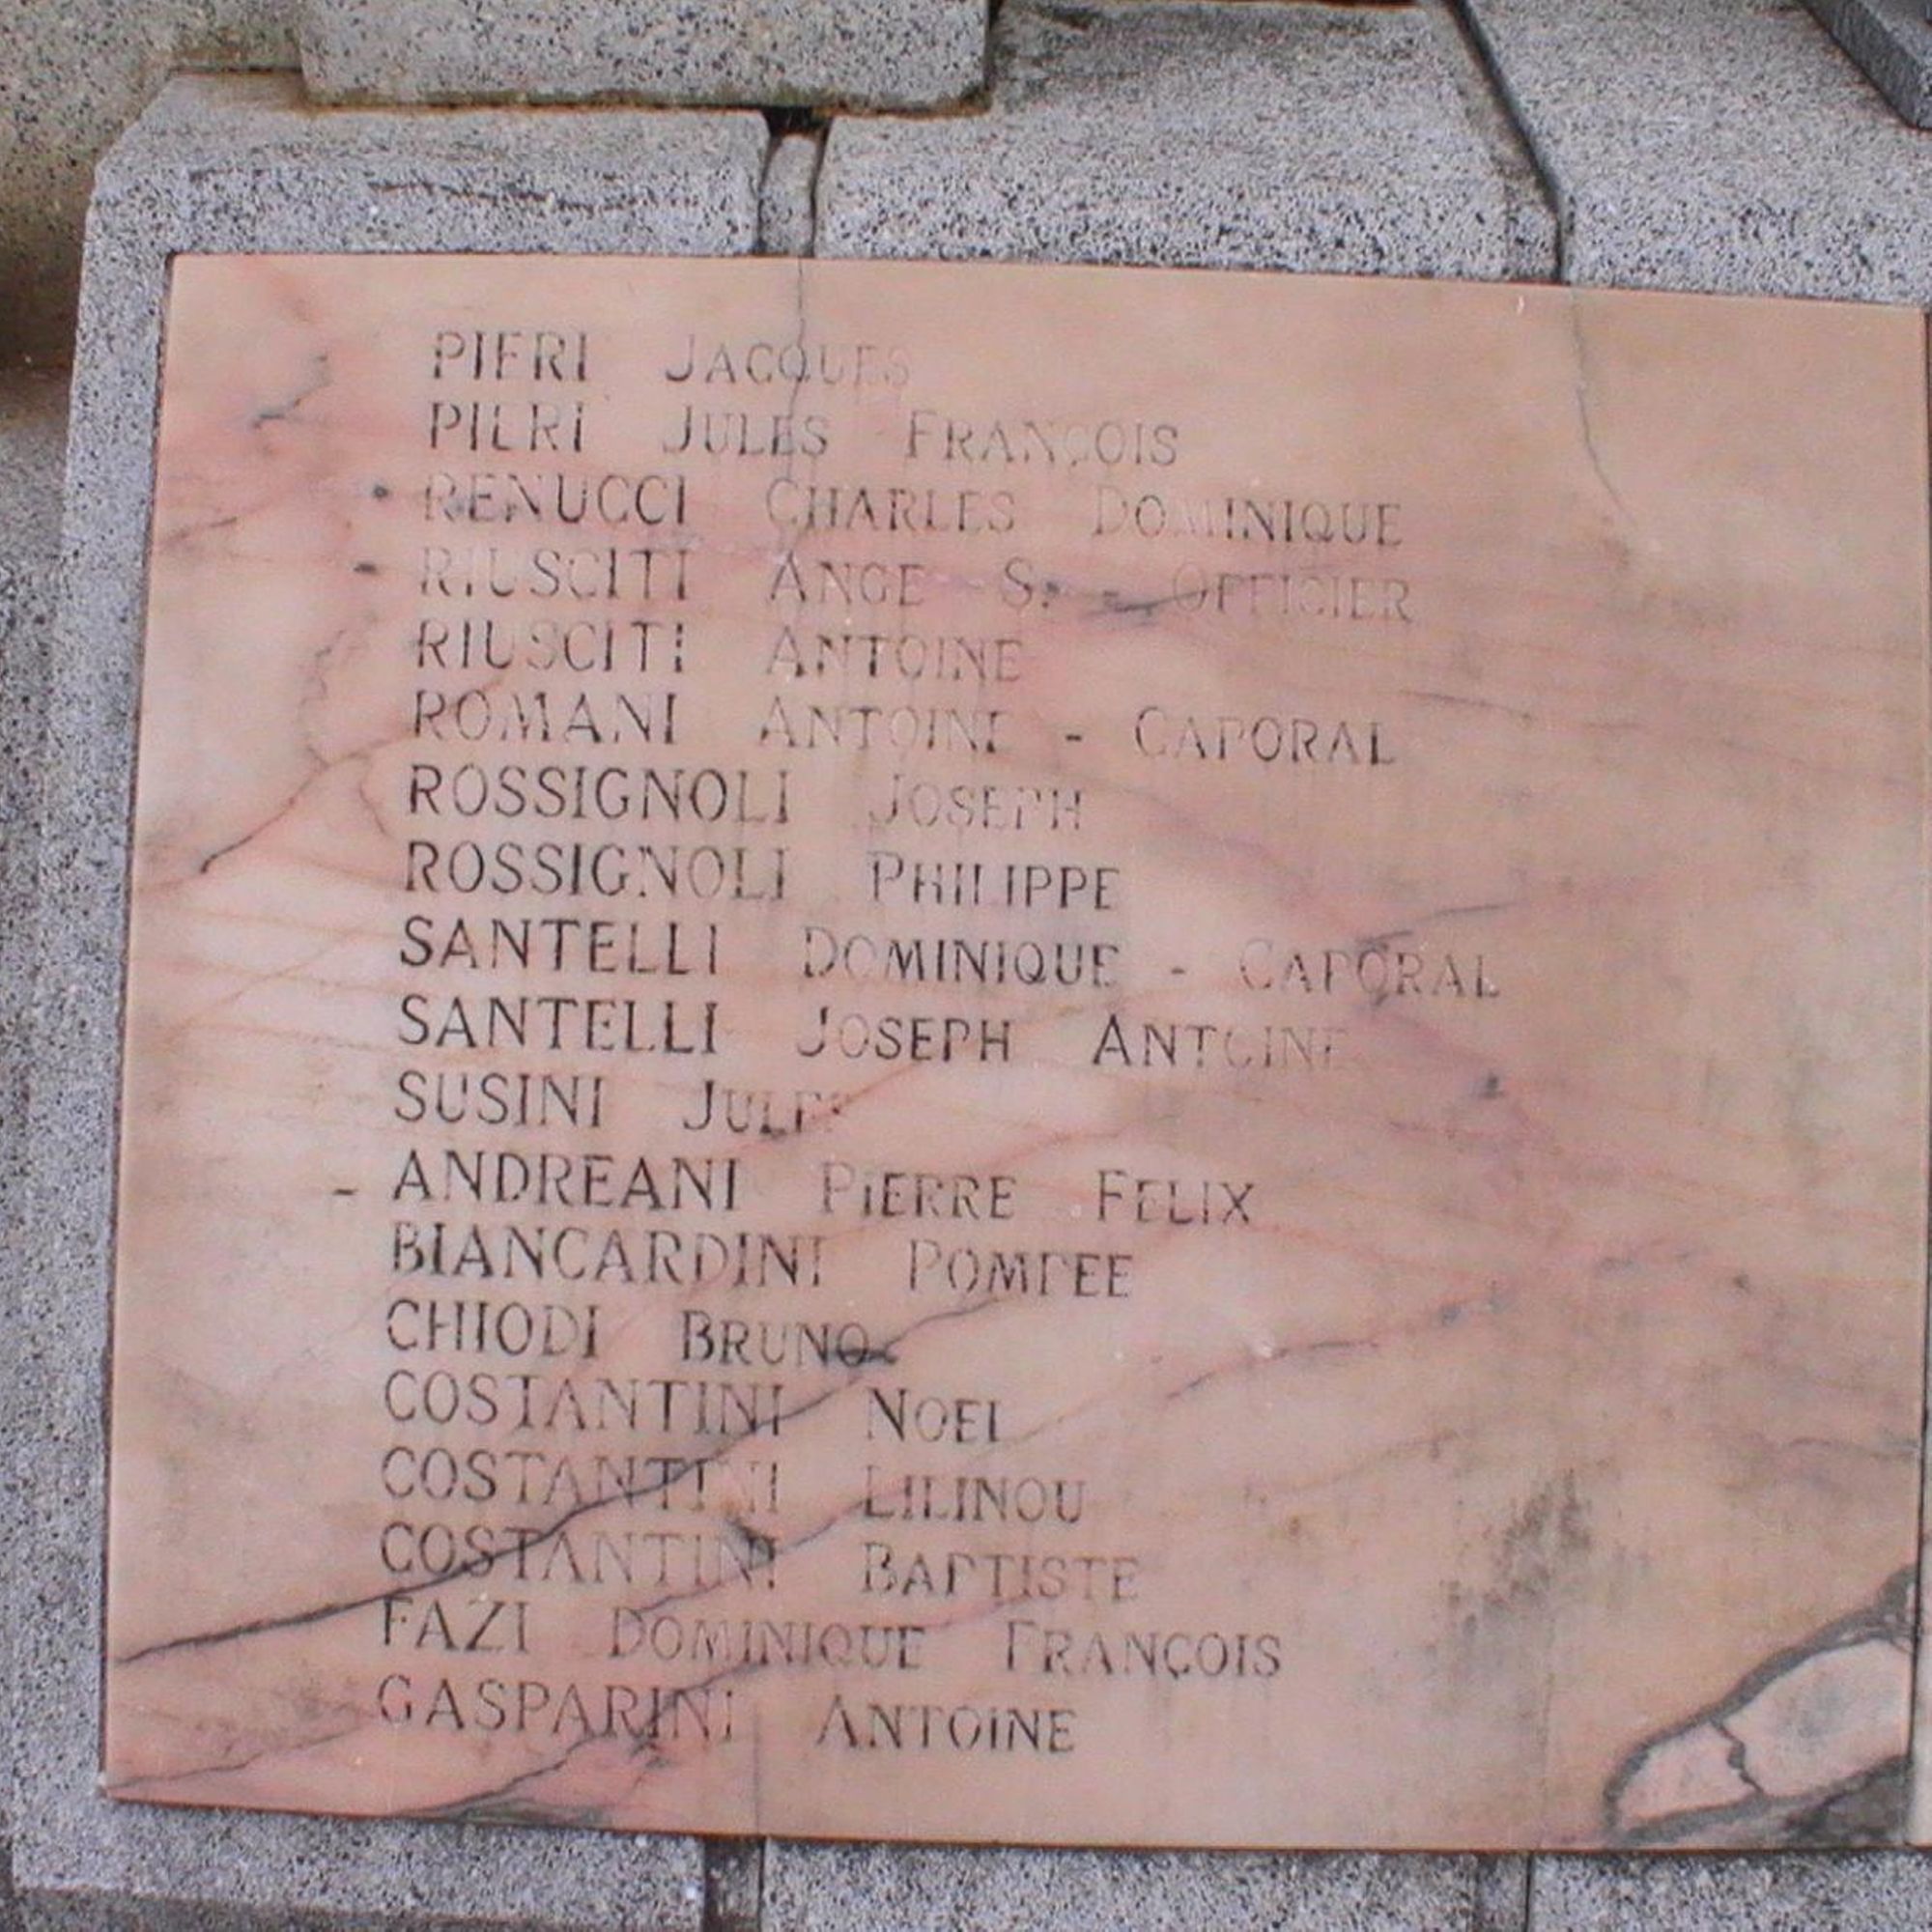 PIERI JACQUES
PIERI JULES FRANÇOIS
• RENUCCI CHARLES DOMINIQUE
- RIUSCITI ANGE S. - OFFICIER
RIUSCITI ANTOINE
ROMANI ANTOINE - CAPORAL
ROSSIGNOLI JOSEPH
ROSSIGNOLI PHILIPPE
SANTELLI DOMINIQUE - CAPORAL
SANTELLI JOSEPH ANTOINE
SUSINI JULES
- ANDREANI PIERRE FELIX
BIANCARDINI POMPEE
CHIODI BRUNO
COSTANTINI NOEL
COSTANTINI LILINOU
COSTANTINI BAPTISTE
FAZI DOMINIQUE FRANÇOIS
GASPARINI ANTOINE